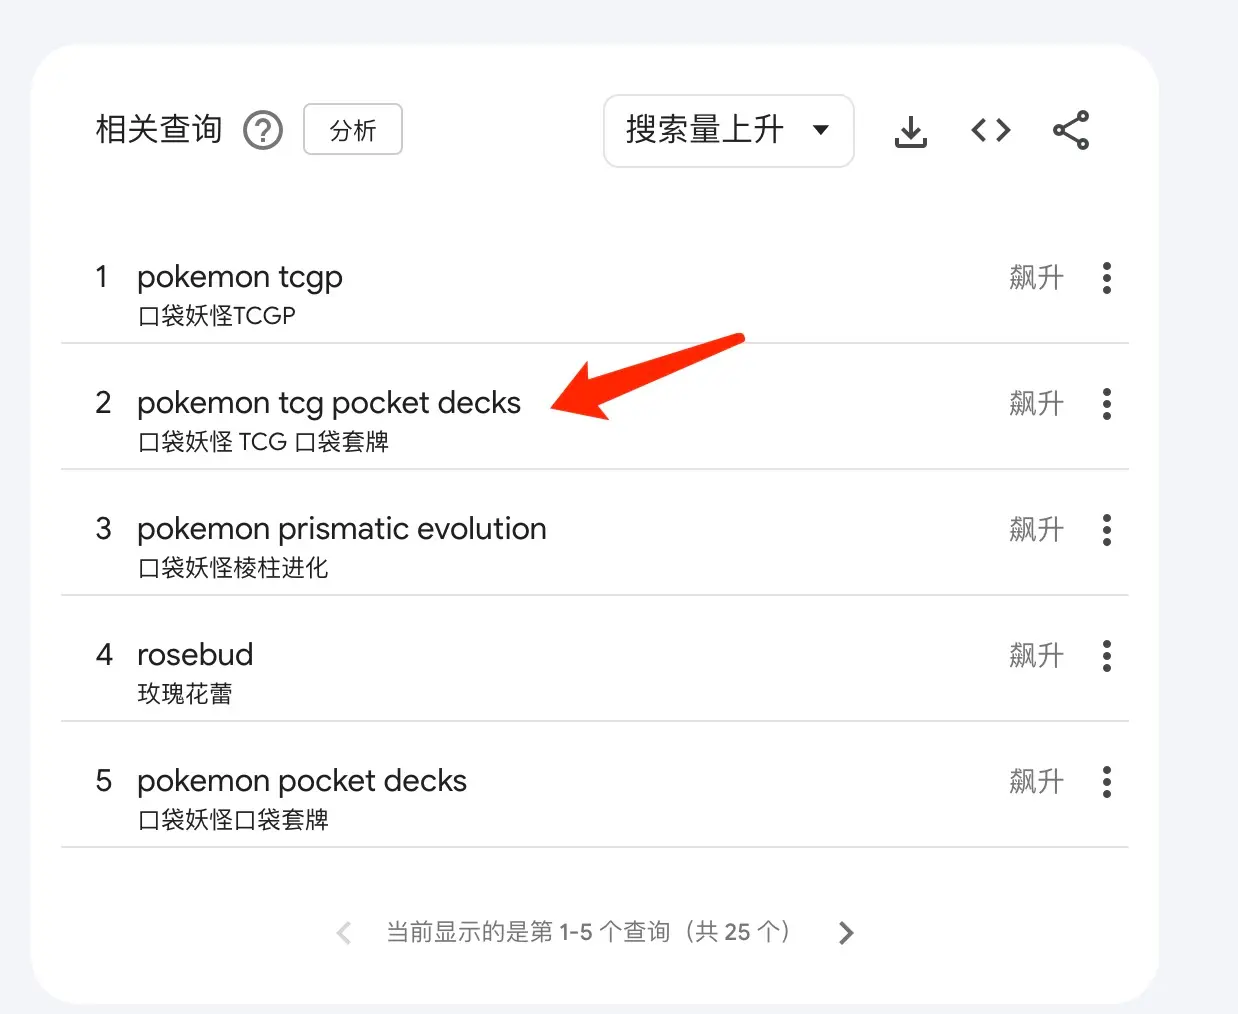 相关查询 分析 搜索量上升
1 pokemon tcgp 飙升
口袋妖怪TCGP
2 pokemon tcg pocket decks 飙升
口袋妖怪 TCG 口袋套牌
3 pokemon prismatic evolution 飙升
口袋妖怪棱柱进化
4 rosebud 飙升
玫瑰花蕾
5 pokemon pocket decks 飙升
口袋妖怪口袋套牌
当前显示的是第 1-5 个查询（共 25 个）